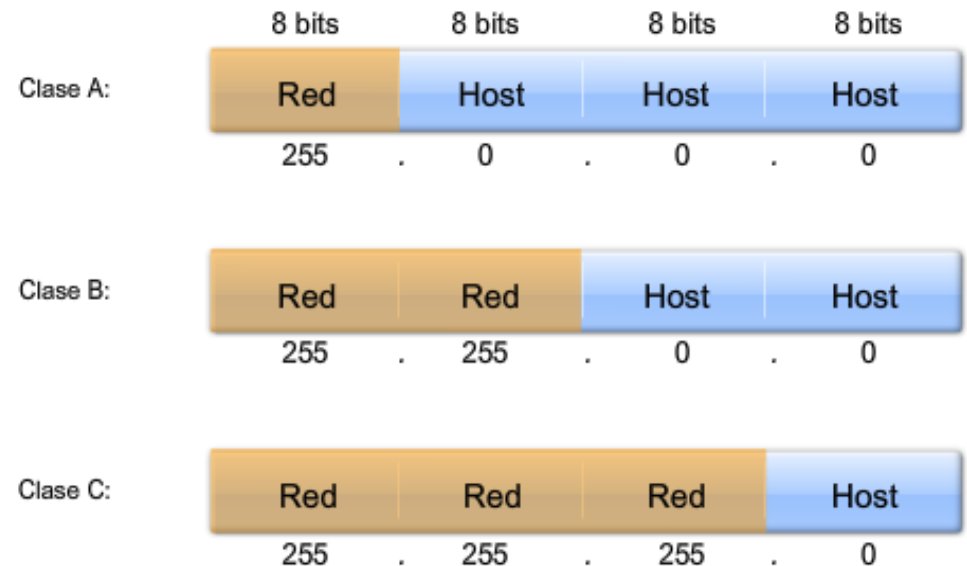 8 bits 8 bits 8 bits 8 bits
Clase A: Red Host Host Host
255 . 0 . 0 . 0
Clase B: Red Red Host Host
255 . 255 . 0 . 0
Clase C: Red Red Red Host
255 . 255 . 255 . 0